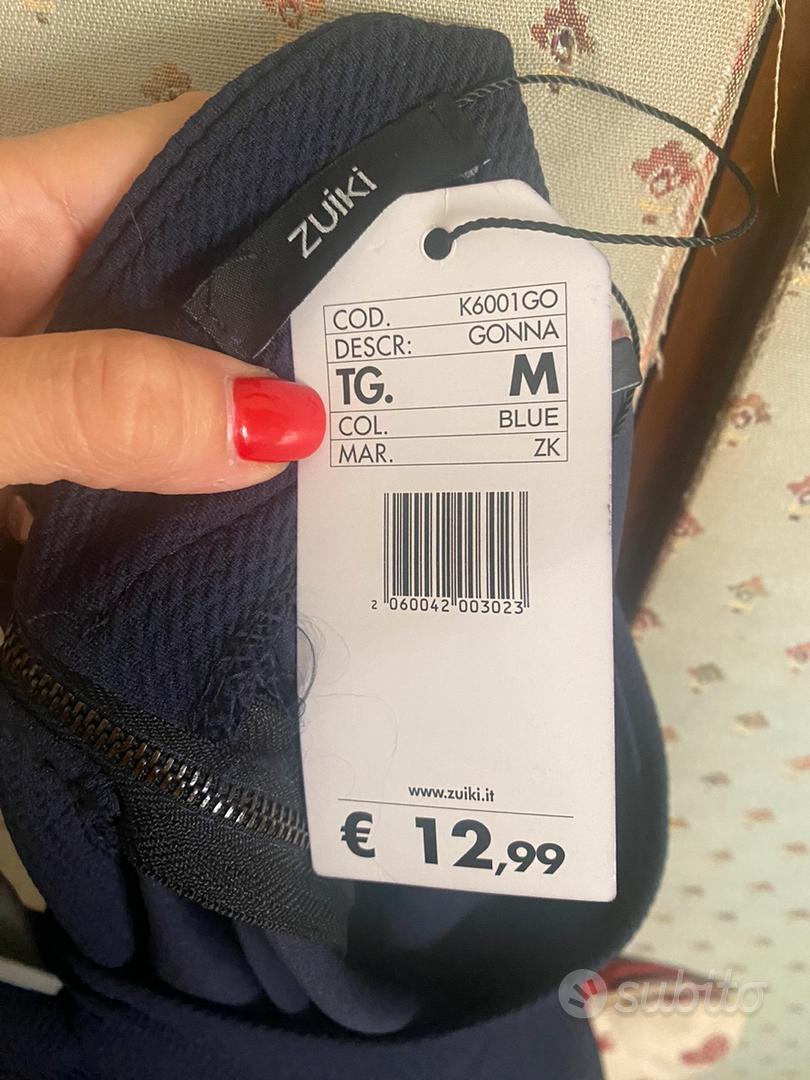 zuiki
COD. K6001GO
DESCR: GONNA
TG. M
COL. BLUE
MAR. ZK
2 060042 003023
www.zuiki.it
€ 12,99
subito